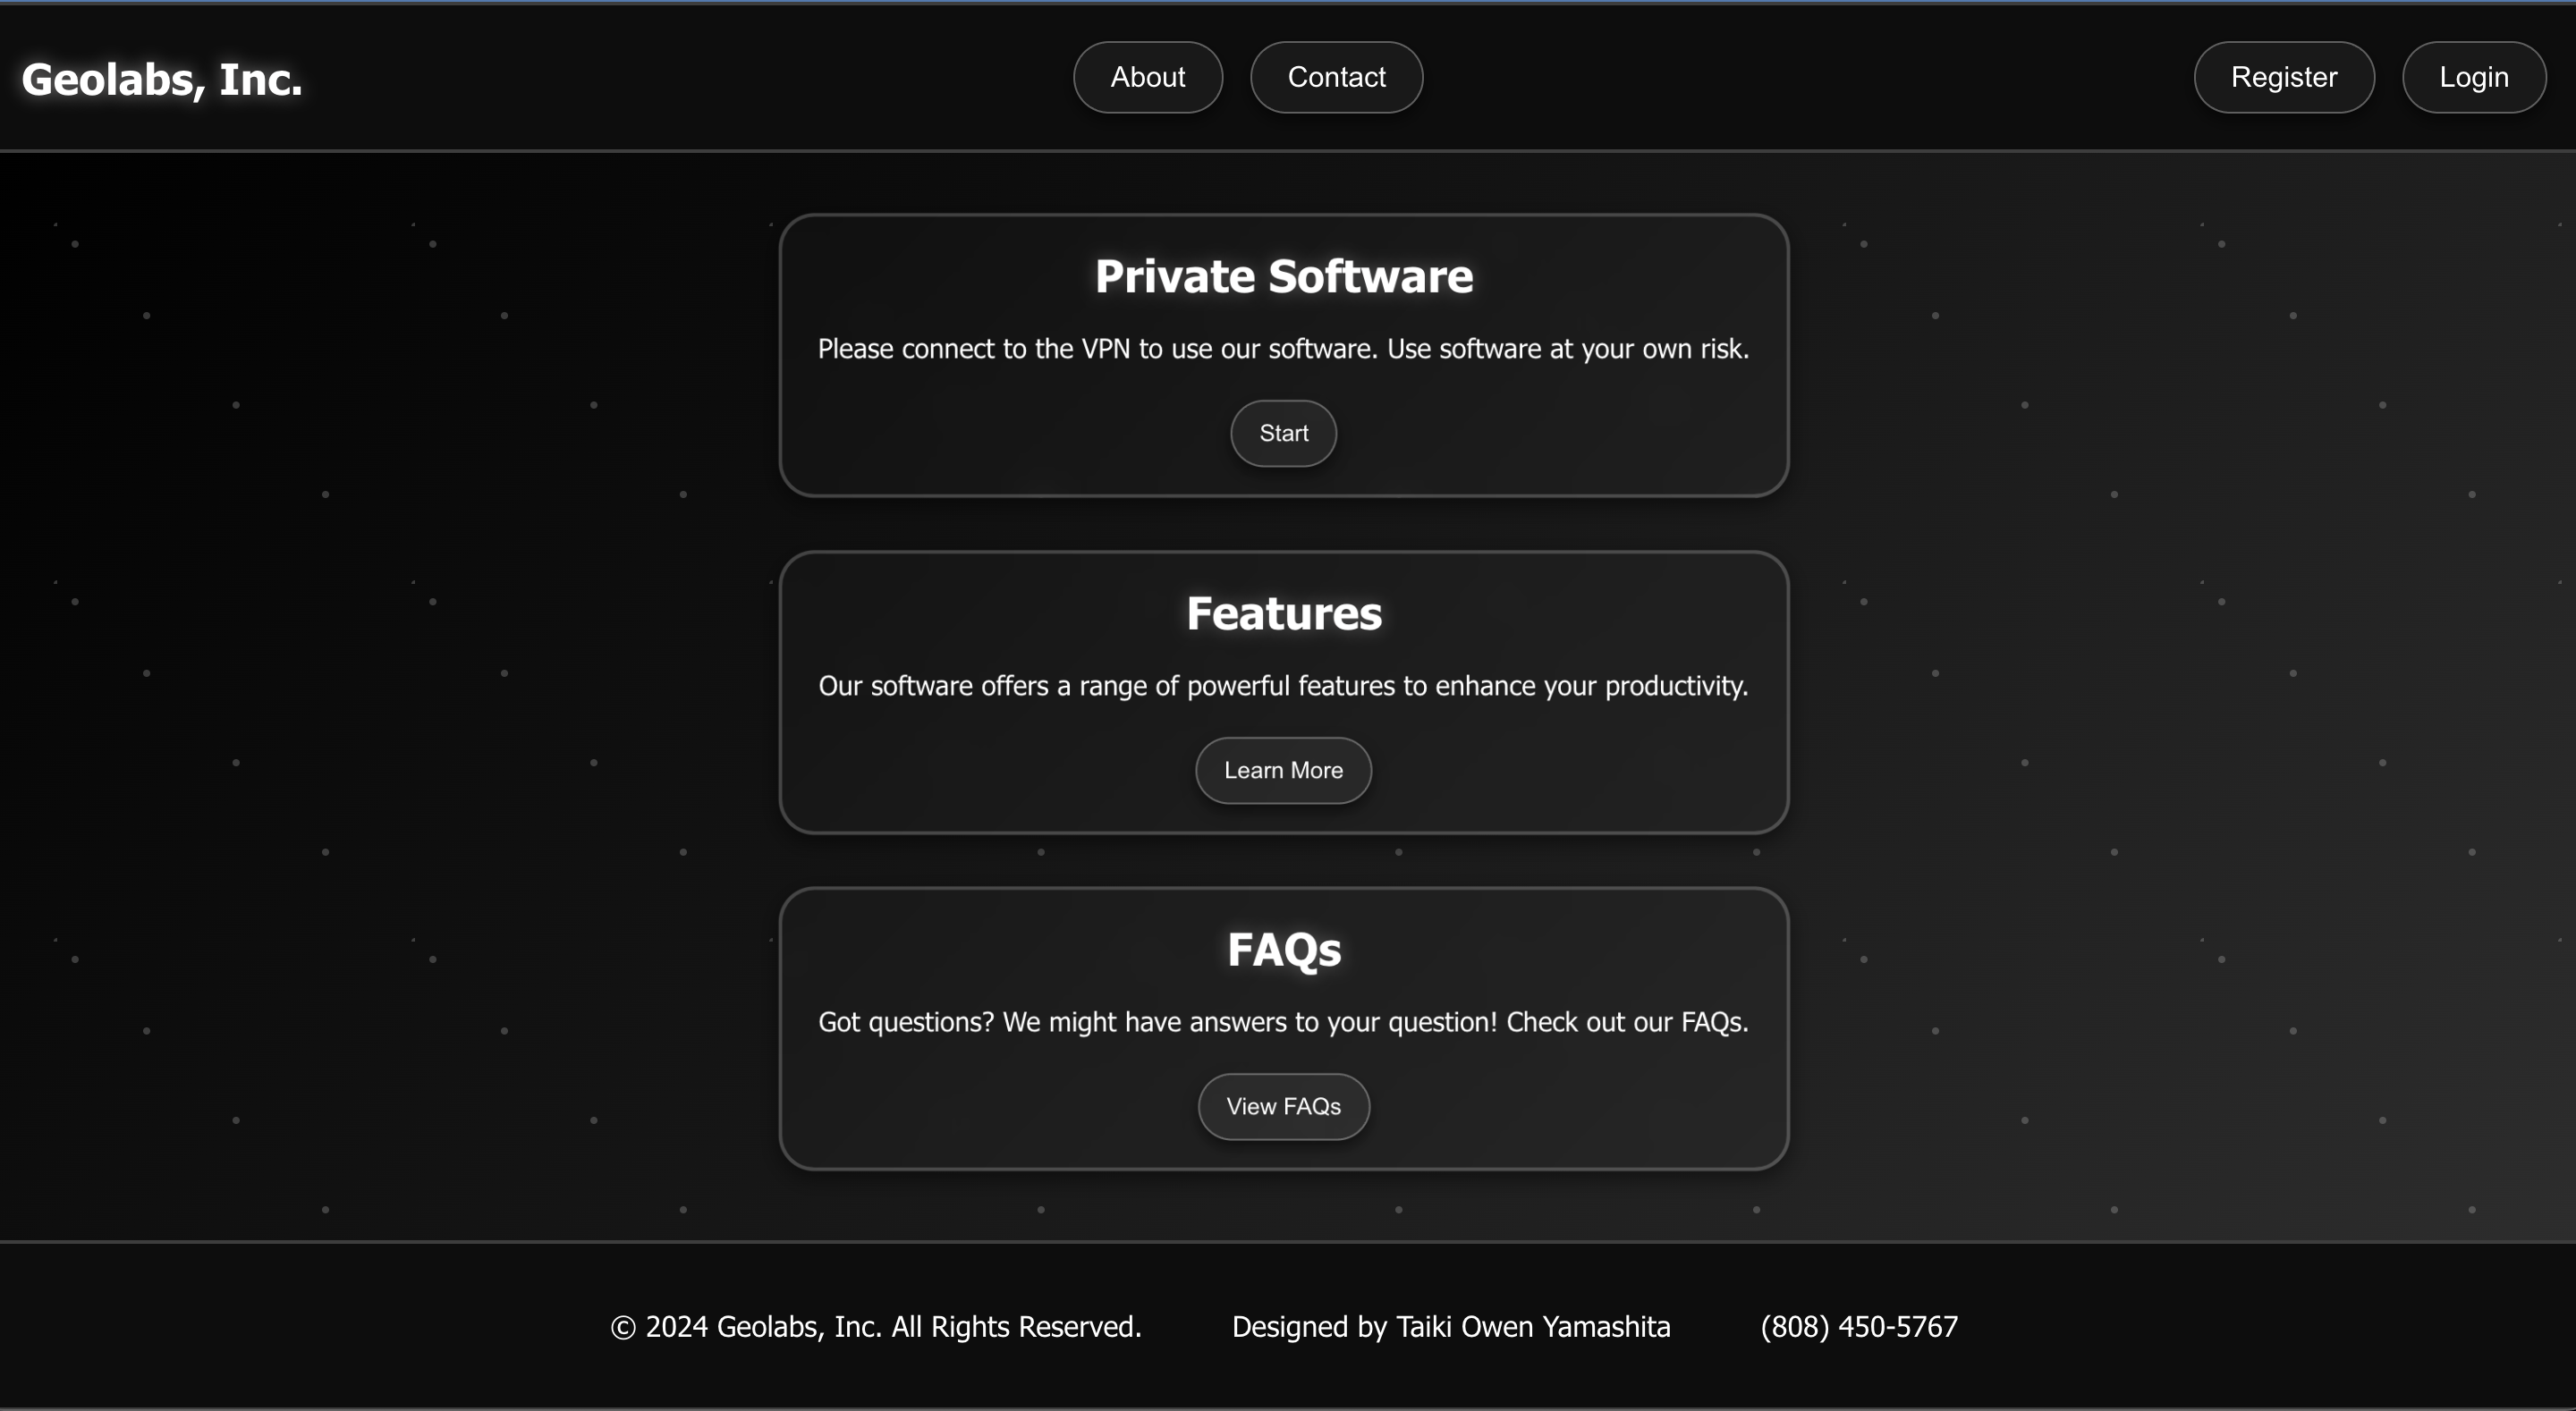 Geolabs, Inc.
About
Contact
Register
Login
Private Software
Please connect to the VPN to use our software. Use software at your own risk.
Start
Features
Our software offers a range of powerful features to enhance your productivity.
Learn More
FAQs
Got questions? We might have answers to your question! Check out our FAQs.
View FAQs
© 2024 Geolabs, Inc. All Rights Reserved.
Designed by Taiki Owen Yamashita
(808) 450-5767